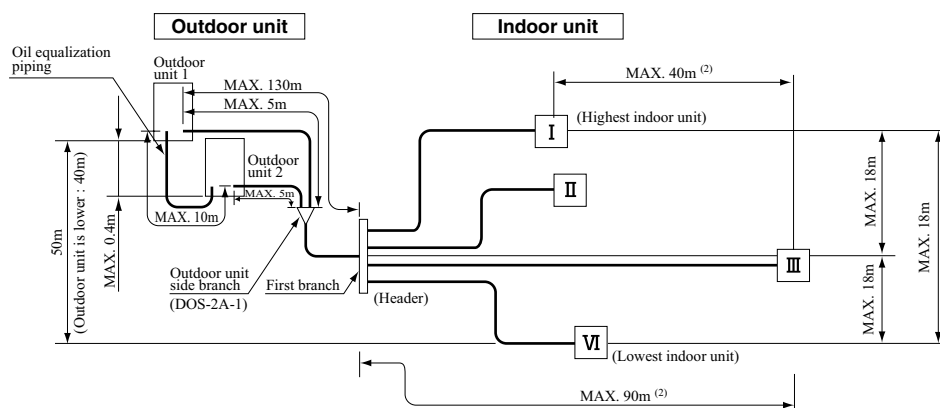 Outdoor unit
Indoor unit
Oil equalization
piping
Outdoor
unit 1
MAX. 130m
MAX. 5m
MAX. 40m (2)
(Highest indoor unit)
I
Outdoor
unit 2
II
MAX. 5m
MAX. 10m
50m
(Outdoor unit is lower : 40m)
MAX. 0.4m
MAX. 18m
MAX. 18m
MAX. 18m
III
Outdoor unit
side branch
(DOS-2A-1)
First branch
(Header)
VI
(Lowest indoor unit)
MAX. 90m (2)